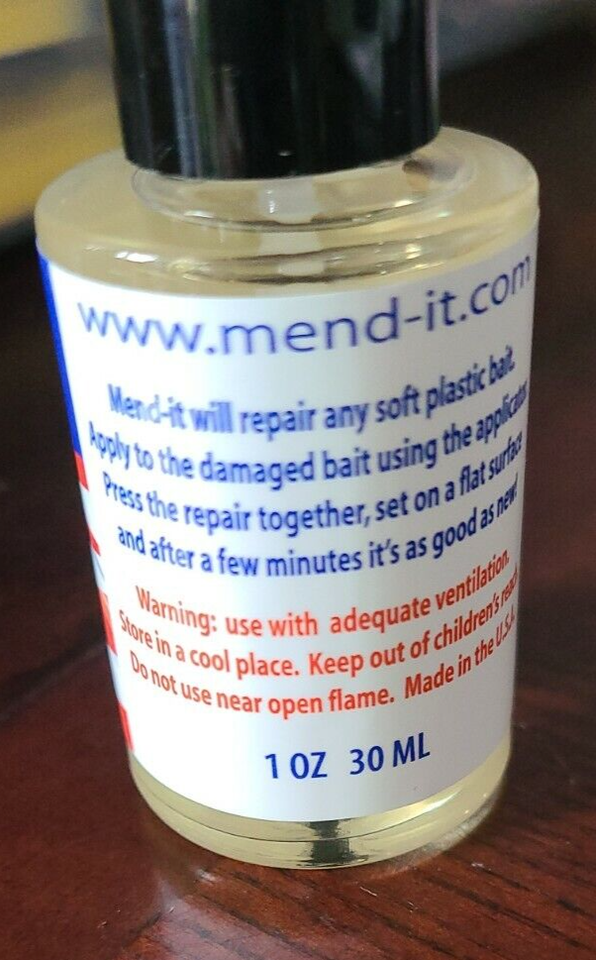 www.mend-it.com
Mend-it will repair any soft plastic bait.
Apply to the damaged bait using the applicator
Press the repair together, set on a flat surface
and after a few minutes it's as good as new!
Warning: use with adequate ventilation.
Store in a cool place. Keep out of children's reach
Do not use near open flame. Made in the U.S.A.
1 OZ 30 ML